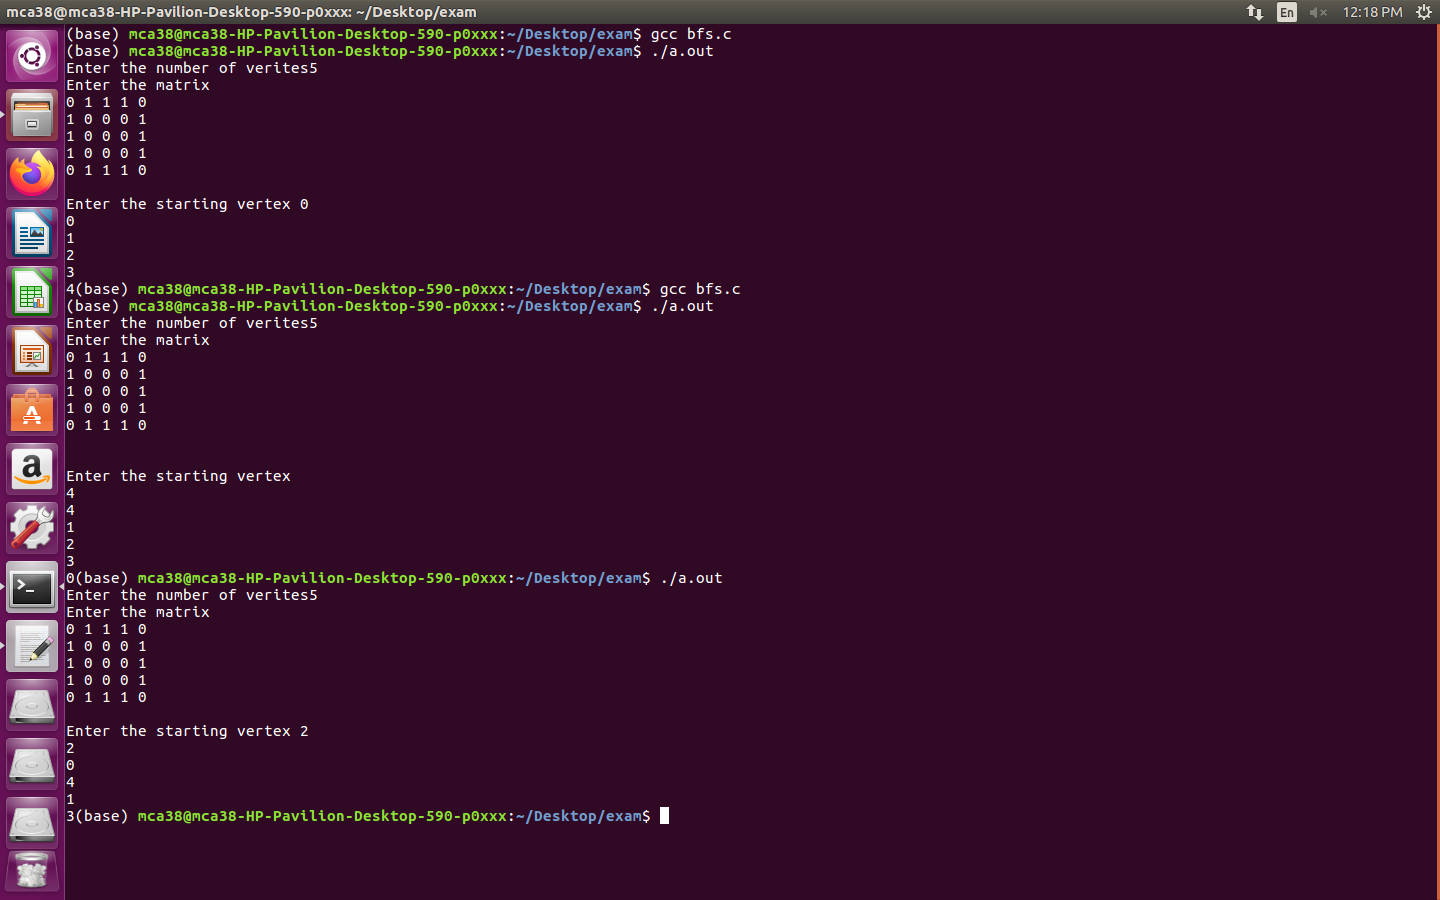 mca38@mca38-HP-Pavilion-Desktop-590-p0xxx: ~/Desktop/exam
En
12:18 PM
(base) mca38@mca38-HP-Pavilion-Desktop-590-p0xxx:~/Desktop/exam$ gcc bfs.c
(base) mca38@mca38-HP-Pavilion-Desktop-590-p0xxx:~/Desktop/exam$ ./a.out
Enter the number of verites5
Enter the matrix
0 1 1 1 0
1 0 0 0 1
1 0 0 0 1
1 0 0 0 1
0 1 1 1 0
Enter the starting vertex 0
0
1
2
3
4(base) mca38@mca38-HP-Pavilion-Desktop-590-p0xxx:~/Desktop/exam$ gcc bfs.c
(base) mca38@mca38-HP-Pavilion-Desktop-590-p0xxx:~/Desktop/exam$ ./a.out
Enter the number of verites5
Enter the matrix
0 1 1 1 0
1 0 0 0 1
1 0 0 0 1
1 0 0 0 1
0 1 1 1 0
Enter the starting vertex
4
4
1
2
3
0(base) mca38@mca38-HP-Pavilion-Desktop-590-p0xxx:~/Desktop/exam$ ./a.out
Enter the number of verites5
Enter the matrix
0 1 1 1 0
1 0 0 0 1
1 0 0 0 1
1 0 0 0 1
0 1 1 1 0
Enter the starting vertex 2
2
0
4
1
3(base) mca38@mca38-HP-Pavilion-Desktop-590-p0xxx:~/Desktop/exam$